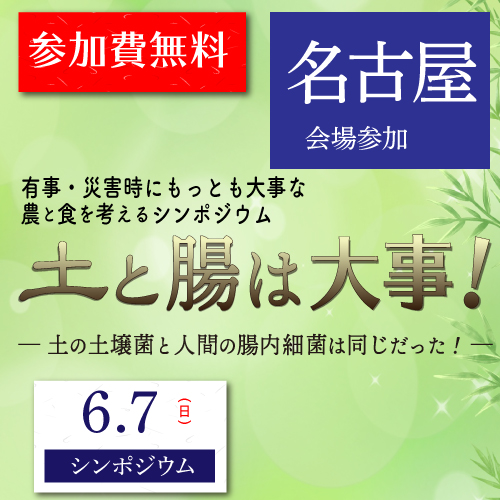 参加費無料
名古屋
会場参加
有事・災害時にもっとも大事な
農と食を考えるシンポジウム
土と腸は大事！
― 土の土壌菌と人間の腸内細菌は同じだった！―
6.7（日）
シンポジウム